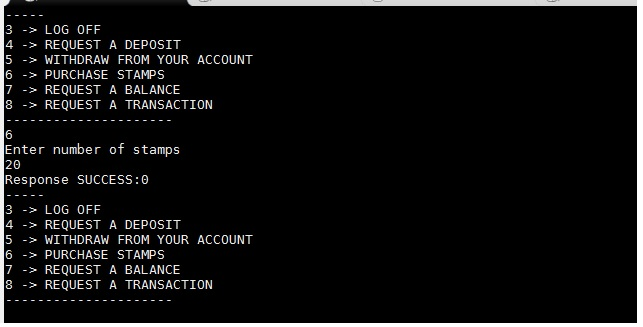 -----
3 -> LOG OFF
4 -> REQUEST A DEPOSIT
5 -> WITHDRAW FROM YOUR ACCOUNT
6 -> PURCHASE STAMPS
7 -> REQUEST A BALANCE
8 -> REQUEST A TRANSACTION
---------------------
6
Enter number of stamps
20
Response SUCCESS:0
-----
3 -> LOG OFF
4 -> REQUEST A DEPOSIT
5 -> WITHDRAW FROM YOUR ACCOUNT
6 -> PURCHASE STAMPS
7 -> REQUEST A BALANCE
8 -> REQUEST A TRANSACTION
---------------------